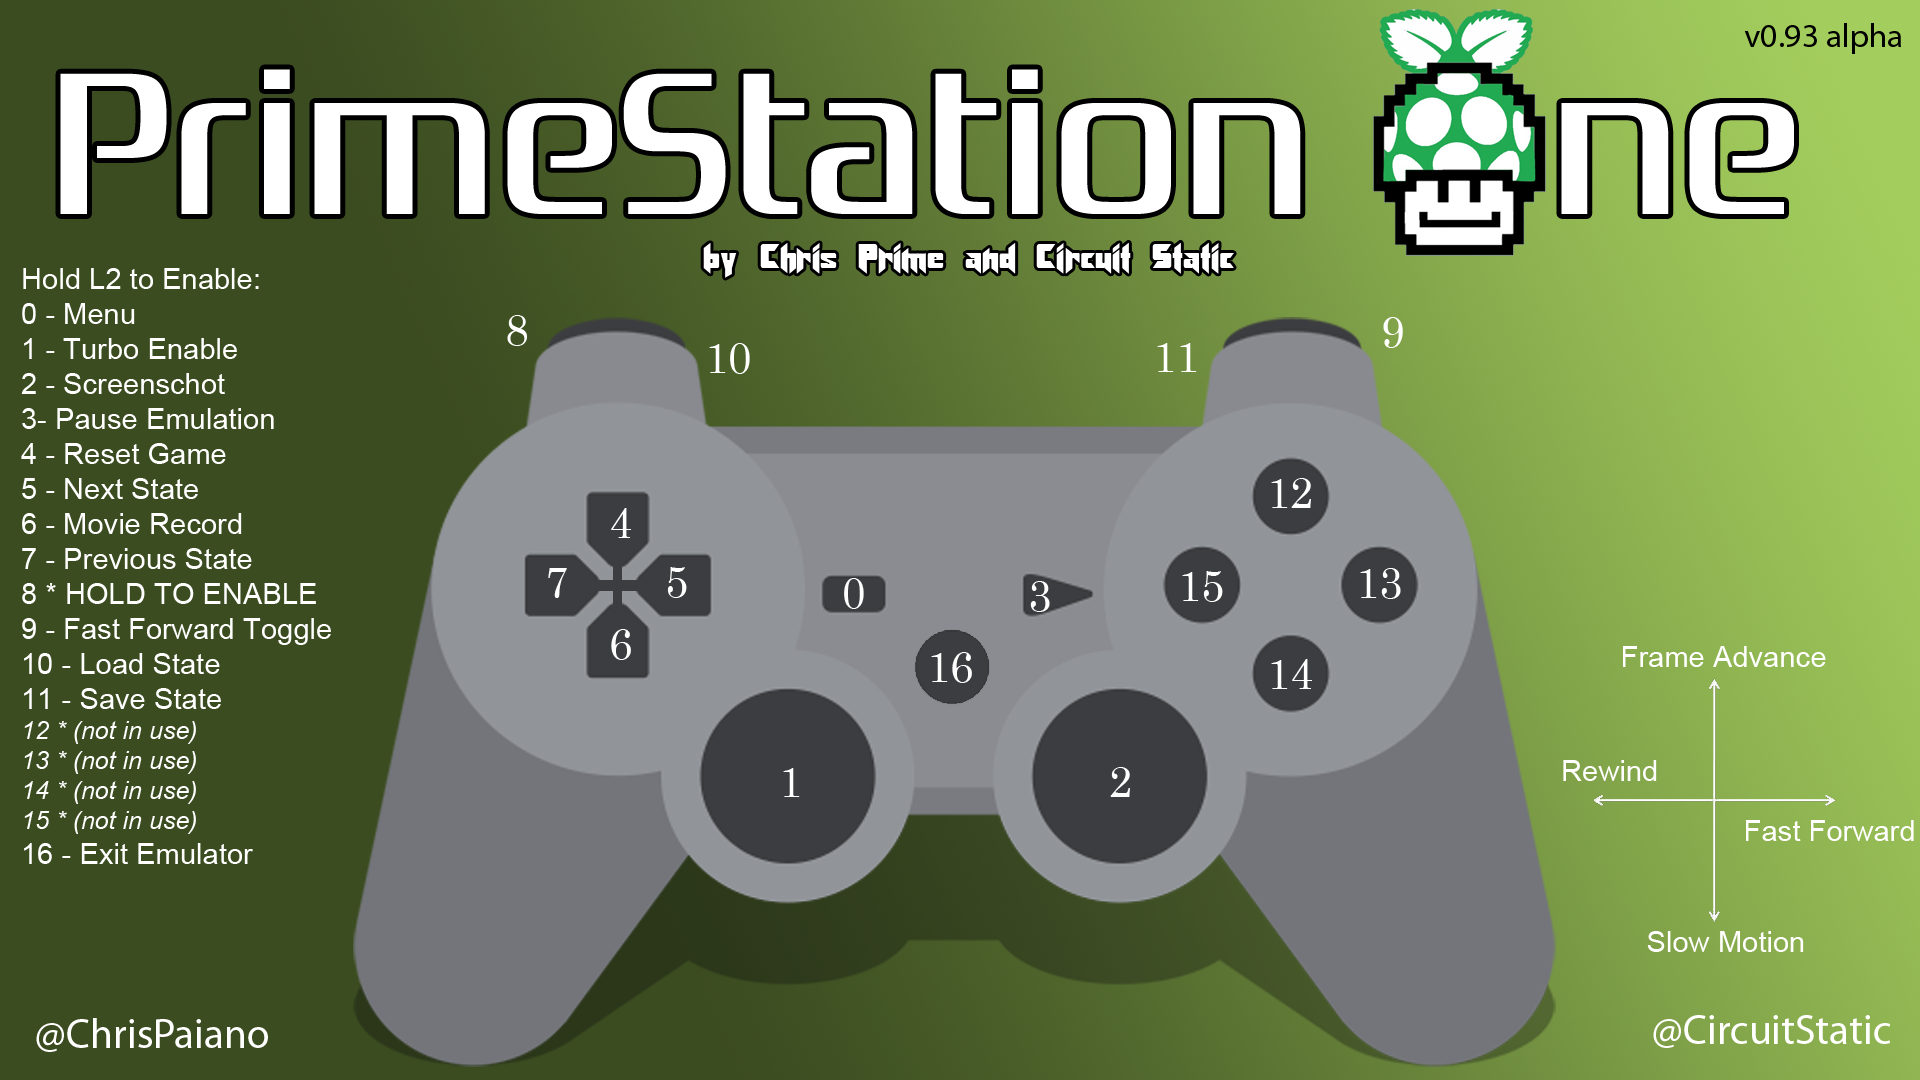 PrimeStation One
v0.93 alpha
by Chris Prime and Circuit Static
Hold L2 to Enable:
0 - Menu
1 - Turbo Enable
2 - Screenschot
3- Pause Emulation
4 - Reset Game
5 - Next State
6 - Movie Record
7 - Previous State
8 * HOLD TO ENABLE
9 - Fast Forward Toggle
10 - Load State
11 - Save State
12 * (not in use)
13 * (not in use)
14 * (not in use)
15 * (not in use)
16 - Exit Emulator
8
10
11
9
4
7
5
6
0
3
16
12
15
13
14
1
2
Frame Advance
Rewind
Fast Forward
Slow Motion
@ChrisPaiano
@CircuitStatic